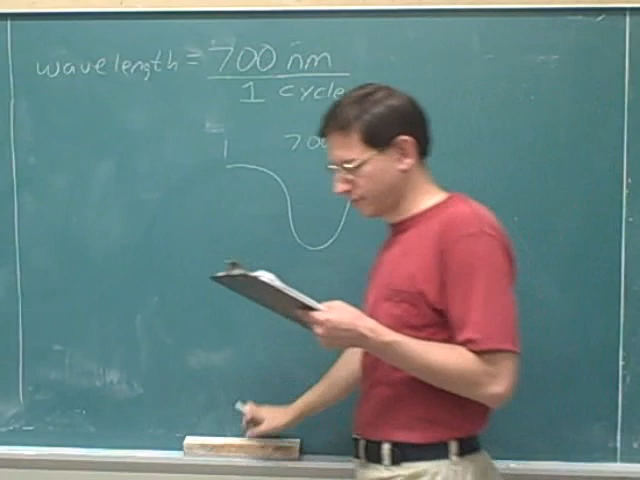 wavelength = 700 nm
1 cycle
1 700